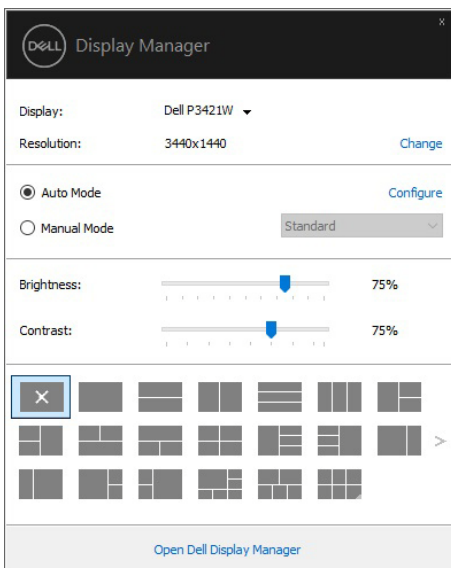 x
DELL Display Manager
Display: Dell P3421W
Resolution: 3440x1440 Change
Auto Mode Configure
Manual Mode Standard
Brightness: 75%
Contrast: 75%
Open Dell Display Manager